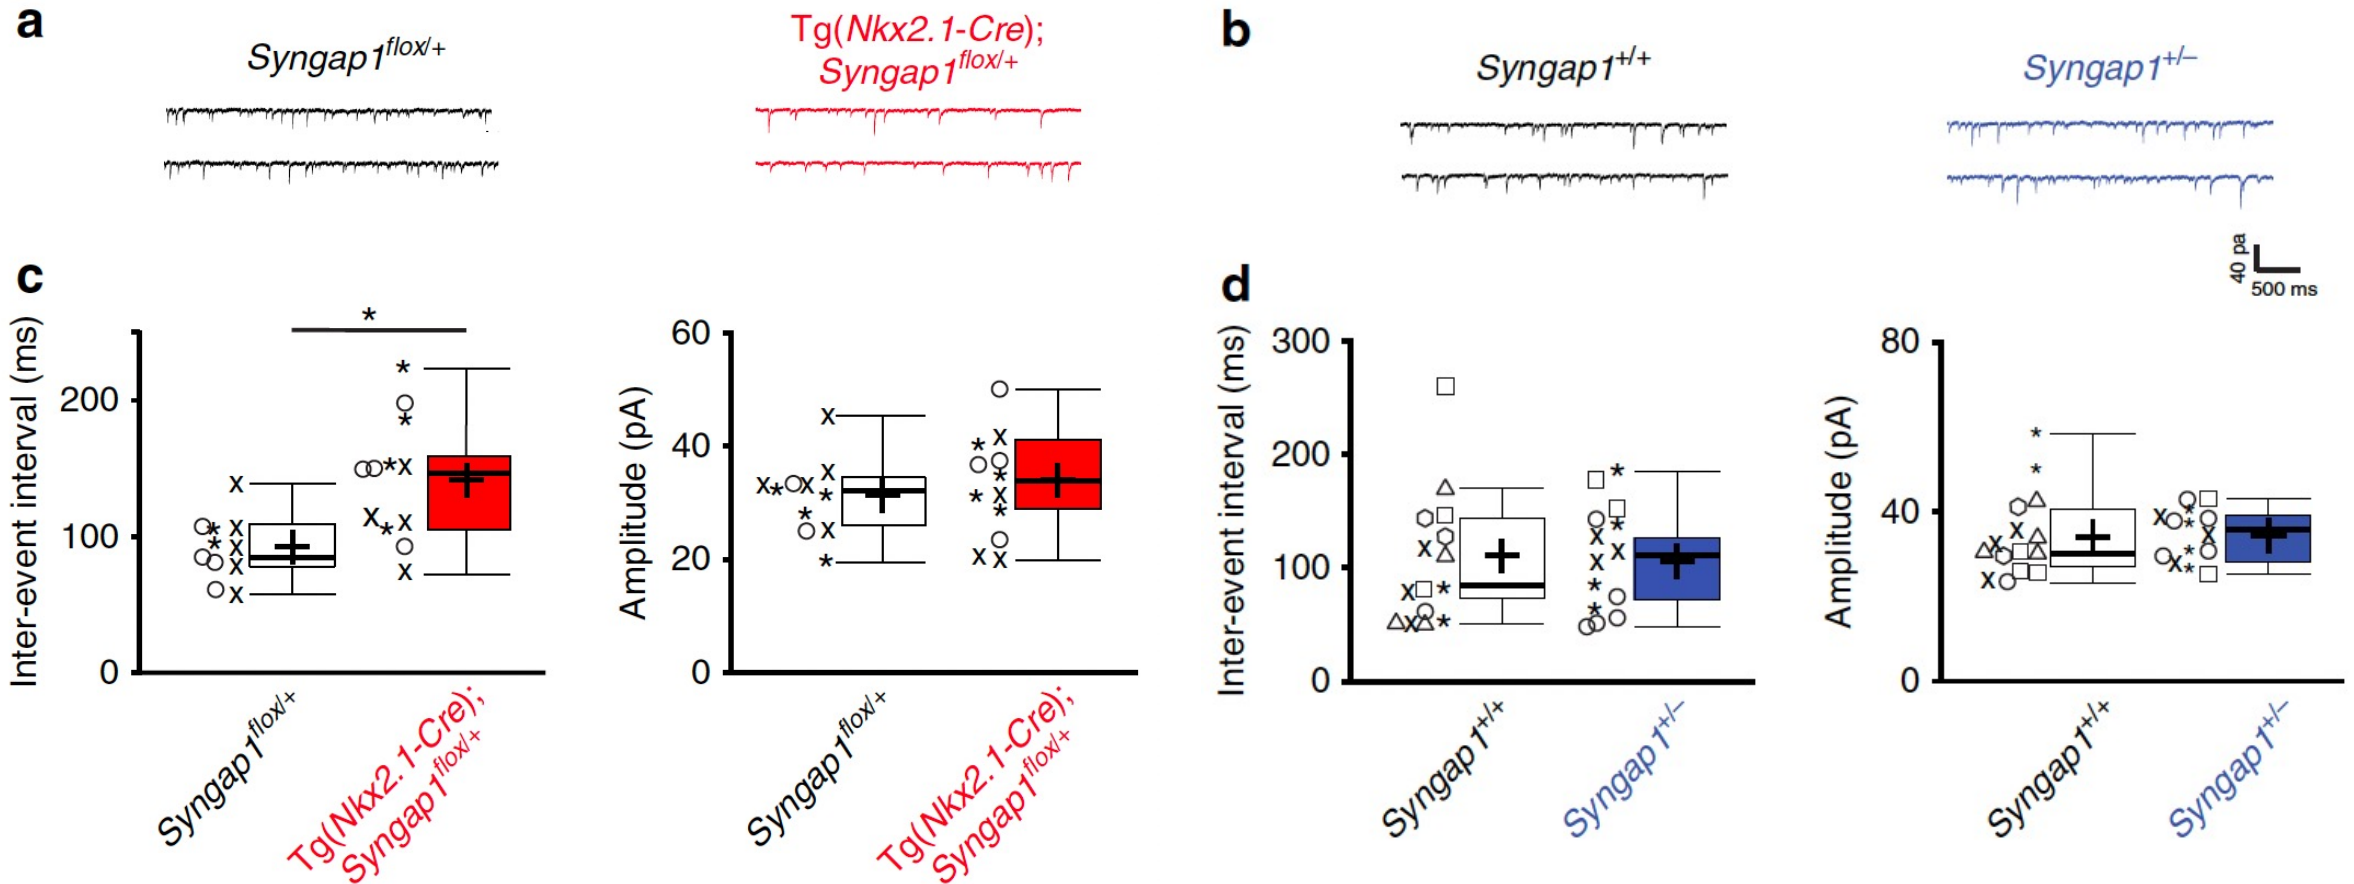 a
Syngap1flox/+
Tg(Nkx2.1-Cre);
Syngap1flox/+
b
Syngap1+/+
Syngap1+/–
40 pa
500 ms
c
Inter-event interval (ms)
200
100
0
*
Syngap1flox/+
Tg(Nkx2.1-Cre);
Syngap1flox/+
Amplitude (pA)
60
40
20
0
Syngap1flox/+
Tg(Nkx2.1-Cre);
Syngap1flox/+
d
Inter-event interval (ms)
300
200
100
0
Syngap1+/+
Syngap1+/–
Amplitude (pA)
80
40
0
Syngap1+/+
Syngap1+/–